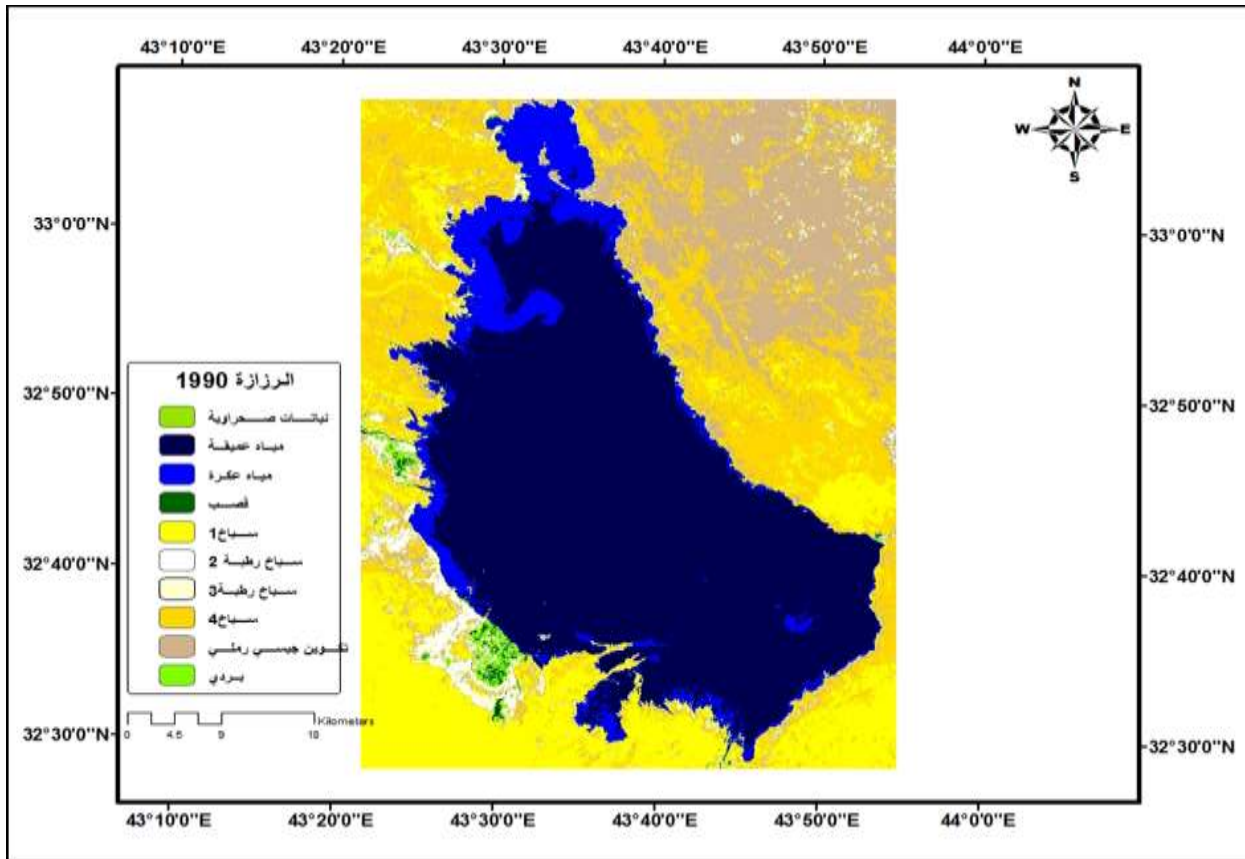 43°10'0"E 43°20'0"E 43°30'0"E 43°40'0"E 43°50'0"E 44°0'0"E
N
W E
S
33°0'0"N 33°0'0"N
32°50'0"N 32°50'0"N
32°40'0"N 32°40'0"N
32°30'0"N 32°30'0"N
الرزازة 1990
نباتات صحراوية
مياه عميقة
مياه عكرة
قصب
سباخ1
سباخ رطبة 2
سباخ رطبة3
سباخ4
تكوين جبسي رملي
بردي
Kilometers
0 4.5 9 18
43°10'0"E 43°20'0"E 43°30'0"E 43°40'0"E 43°50'0"E 44°0'0"E